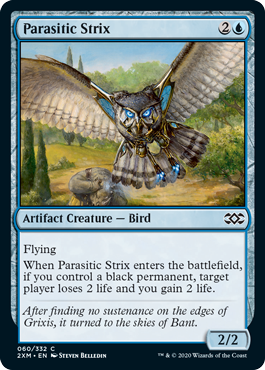 Parasitic Strix 2
Artifact Creature — Bird
Flying
When Parasitic Strix enters the battlefield,
if you control a black permanent, target
player loses 2 life and you gain 2 life.
After finding no sustenance on the edges of
Grixis, it turned to the skies of Bant.
2/2
060/332 C
2XM • EN Steven Belledin ™ & © 2020 Wizards of the Coast